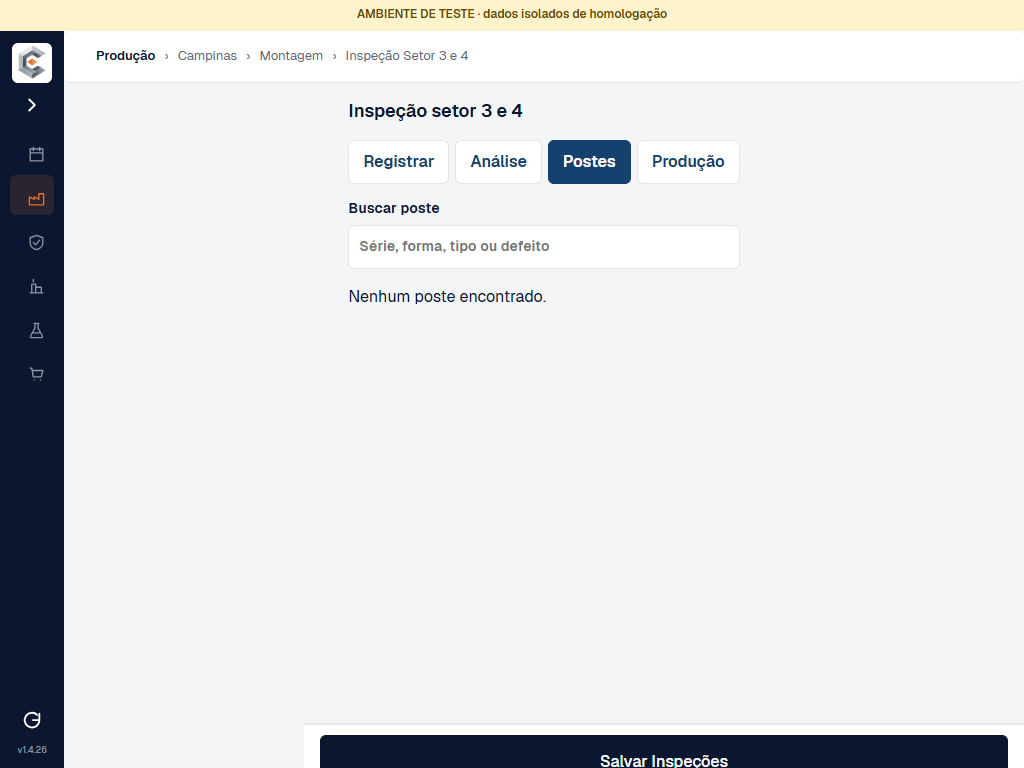 AMBIENTE DE TESTE · dados isolados de homologação
Produção › Campinas › Montagem › Inspeção Setor 3 e 4
Inspeção setor 3 e 4
Registrar Análise Postes Produção
Buscar poste
Série, forma, tipo ou defeito
Nenhum poste encontrado.
v1.4.26
Salvar Inspeções